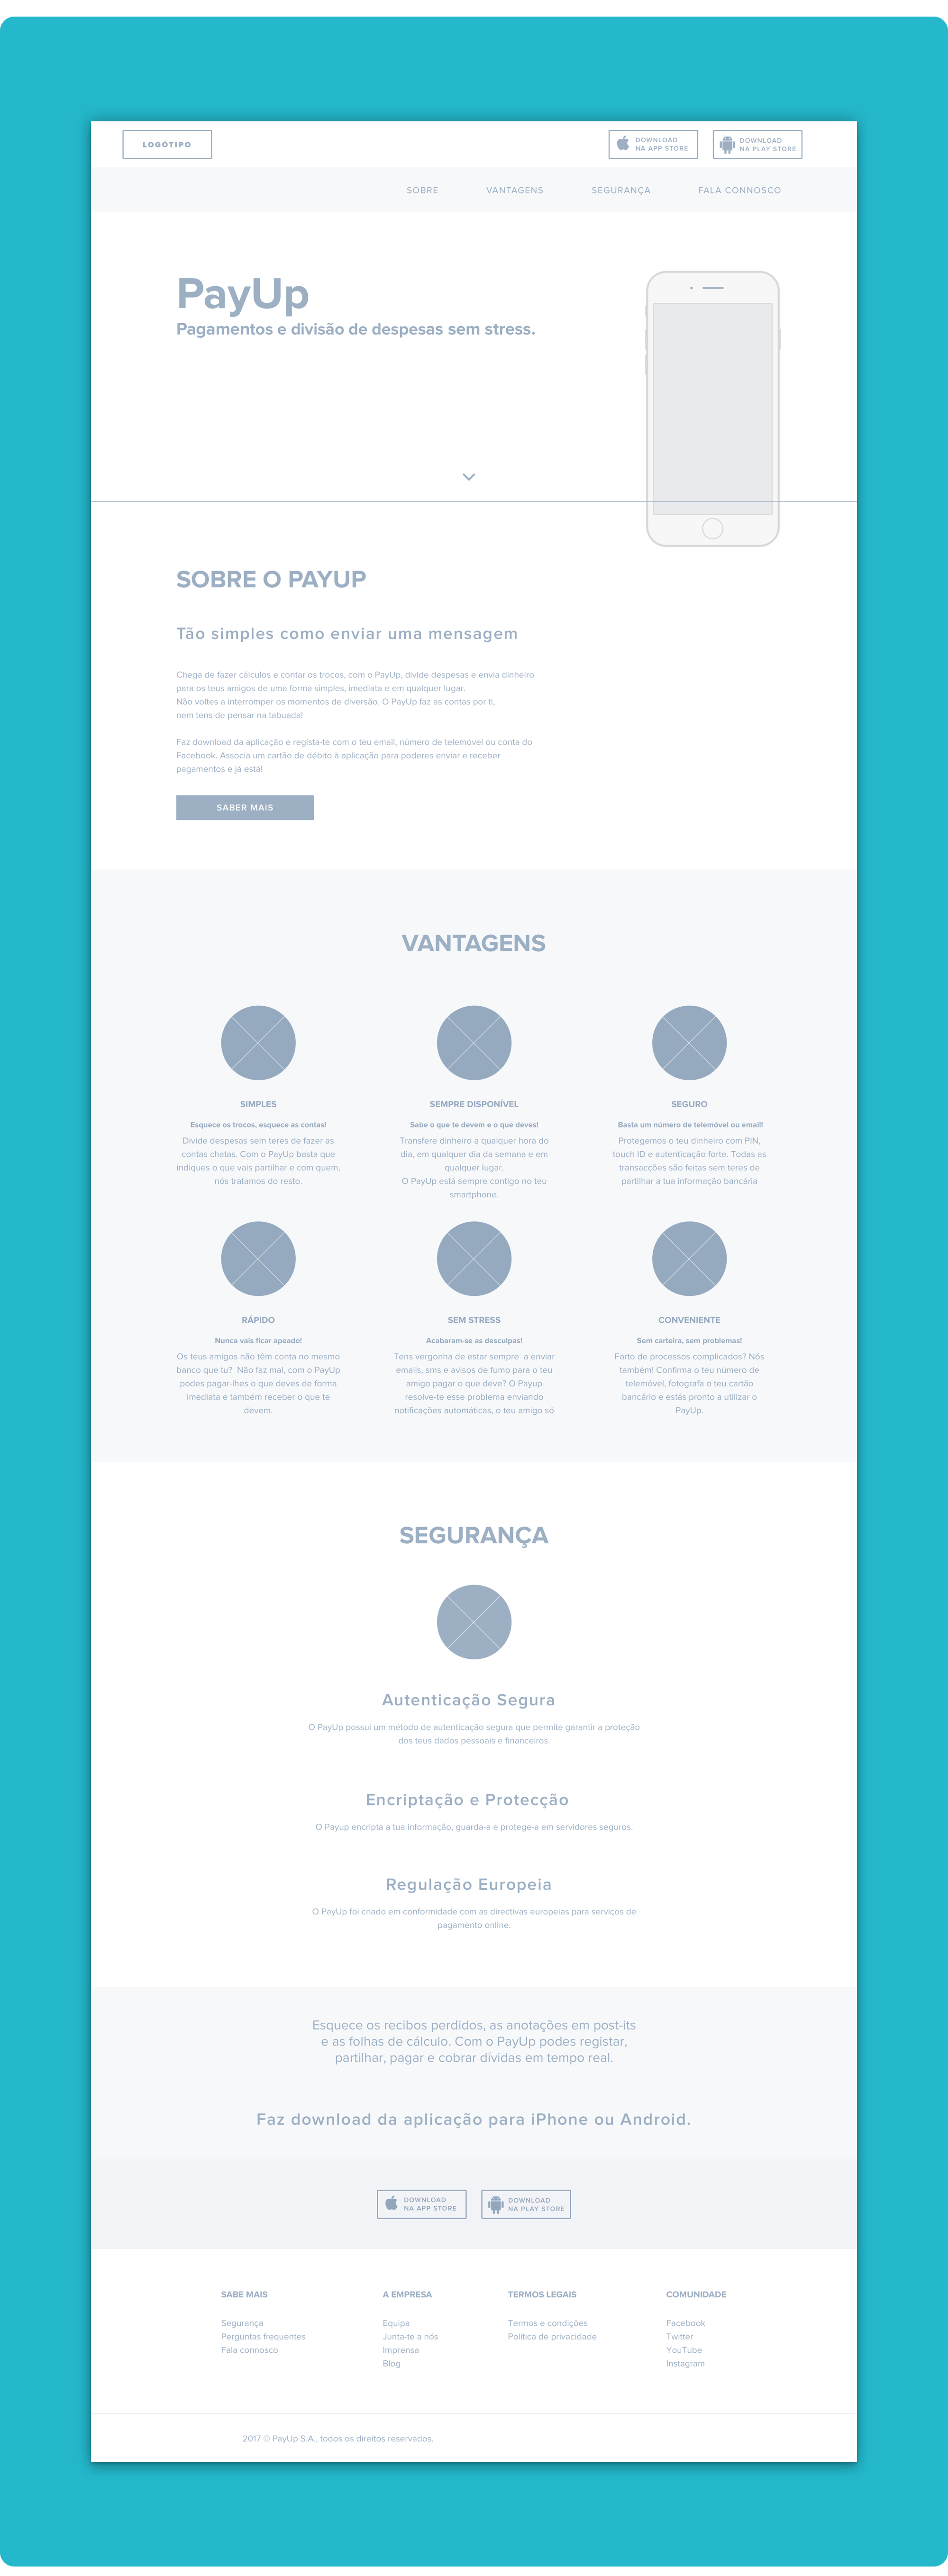 LOGÓTIPO
DOWNLOAD
NA APP STORE
DOWNLOAD
NA PLAY STORE
SOBRE
VANTAGENS
SEGURANÇA
FALA CONNOSCO
PayUp
Pagamentos e divisão de despesas sem stress.
SOBRE O PAYUP
Tão simples como enviar uma mensagem
Chega de fazer cálculos e contar os trocos, com o PayUp, divide despesas e envia dinheiro
para os teus amigos de uma forma simples, imediata e em qualquer lugar.
Não voltes a interromper os momentos de diversão. O PayUp faz as contas por ti,
nem tens de pensar na tabuada!
Faz download da aplicação e regista-te com o teu email, número de telemóvel ou conta do
Facebook. Associa um cartão de débito à aplicação para poderes enviar e receber
pagamentos e já está!
SABER MAIS
VANTAGENS
SIMPLES
Esquece os trocos, esquece as contas!
Divide despesas sem teres de fazer as
contas chatas. Com o PayUp basta que
indiques o que vais partilhar e com quem,
nós tratamos do resto.
SEMPRE DISPONÍVEL
Sabe o que te devem e o que deves!
Transfere dinheiro a qualquer hora do
dia, em qualquer dia da semana e em
qualquer lugar.
O PayUp está sempre contigo no teu
smartphone.
SEGURO
Basta um número de telemóvel ou email!
Protegemos o teu dinheiro com PIN,
touch ID e autenticação forte. Todas as
transacções são feitas sem teres de
partilhar a tua informação bancária
RÁPIDO
Nunca vais ficar apeado!
Os teus amigos não têm conta no mesmo
banco que tu? Não faz mal, com o PayUp
podes pagar-lhes o que deves de forma
imediata e também receber o que te
devem.
SEM STRESS
Acabaram-se as desculpas!
Tens vergonha de estar sempre a enviar
emails, sms e avisos de fumo para o teu
amigo pagar o que deve? O Payup
resolve-te esse problema enviando
notificações automáticas, o teu amigo só
CONVENIENTE
Sem carteira, sem problemas!
Farto de processos complicados? Nós
também! Confirma o teu número de
telemóvel, fotografa o teu cartão
bancário e estás pronto a utilizar o
PayUp.
SEGURANÇA
Autenticação Segura
O PayUp possui um método de autenticação segura que permite garantir a proteção
dos teus dados pessoais e financeiros.
Encriptação e Protecção
O Payup encripta a tua informação, guarda-a e protege-a em servidores seguros.
Regulação Europeia
O PayUp foi criado em conformidade com as directivas europeias para serviços de
pagamento online.
Esquece os recibos perdidos, as anotações em post-its
e as folhas de cálculo. Com o PayUp podes registar,
partilhar, pagar e cobrar dívidas em tempo real.
Faz download da aplicação para iPhone ou Android.
DOWNLOAD
NA APP STORE
DOWNLOAD
NA PLAY STORE
SABE MAIS
Segurança
Perguntas frequentes
Fala connosco
A EMPRESA
Equipa
Junta-te a nós
Imprensa
Blog
TERMOS LEGAIS
Termos e condições
Política de privacidade
COMUNIDADE
Facebook
Twitter
YouTube
Instagram
2017 © PayUp S.A., todos os direitos reservados.